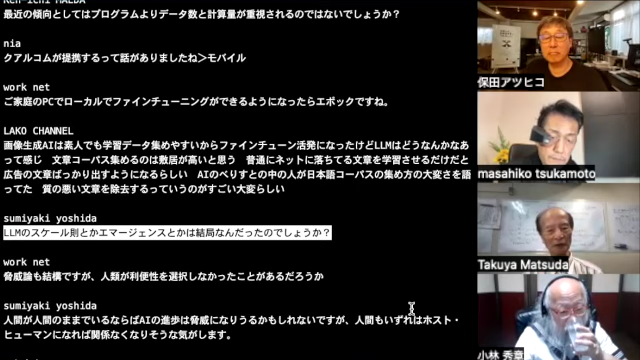 Ken-ichi MAEDA
最近の傾向としてはプログラムよりデータ数と計算量が重視されるのではないでしょうか？
nia
クアルコムが提携するって話がありましたね＞モバイル
work net
ご家庭のPCでローカルでファインチューニングができるようになったらエポックですね。
LAKO CHANNEL
画像生成AIは素人でも学習データ集めやすいからファインチューン活発になったけどLLMはどうなんかなあ
って感じ　文章コーパス集めるのは敷居が高いと思う　普通にネットに落ちてる文章を学習させるだけだと
広告の文章ばっかり出すようになるらしい　AIのべりすとの中の人が日本語コーパスの集め方の大変さを語
ってた　質の悪い文章を除去するっていうのがすごい大変らしい
sumiyaki yoshida
LLMのスケール則とかエマージェンスとかは結局なんだったのでしょうか？
work net
脅威論も結構ですが、人類が利便性を選択しなかったことがあるだろうか
sumiyaki yoshida
人間が人間のままでいるならばAIの進歩は脅威になりうるかもしれないですが、人間もいずれはホスト・
ヒューマンになれば関係なくなりそうな気がします。
保田アツヒコ
masahiko tsukamoto
Takuya Matsuda
小林 秀章